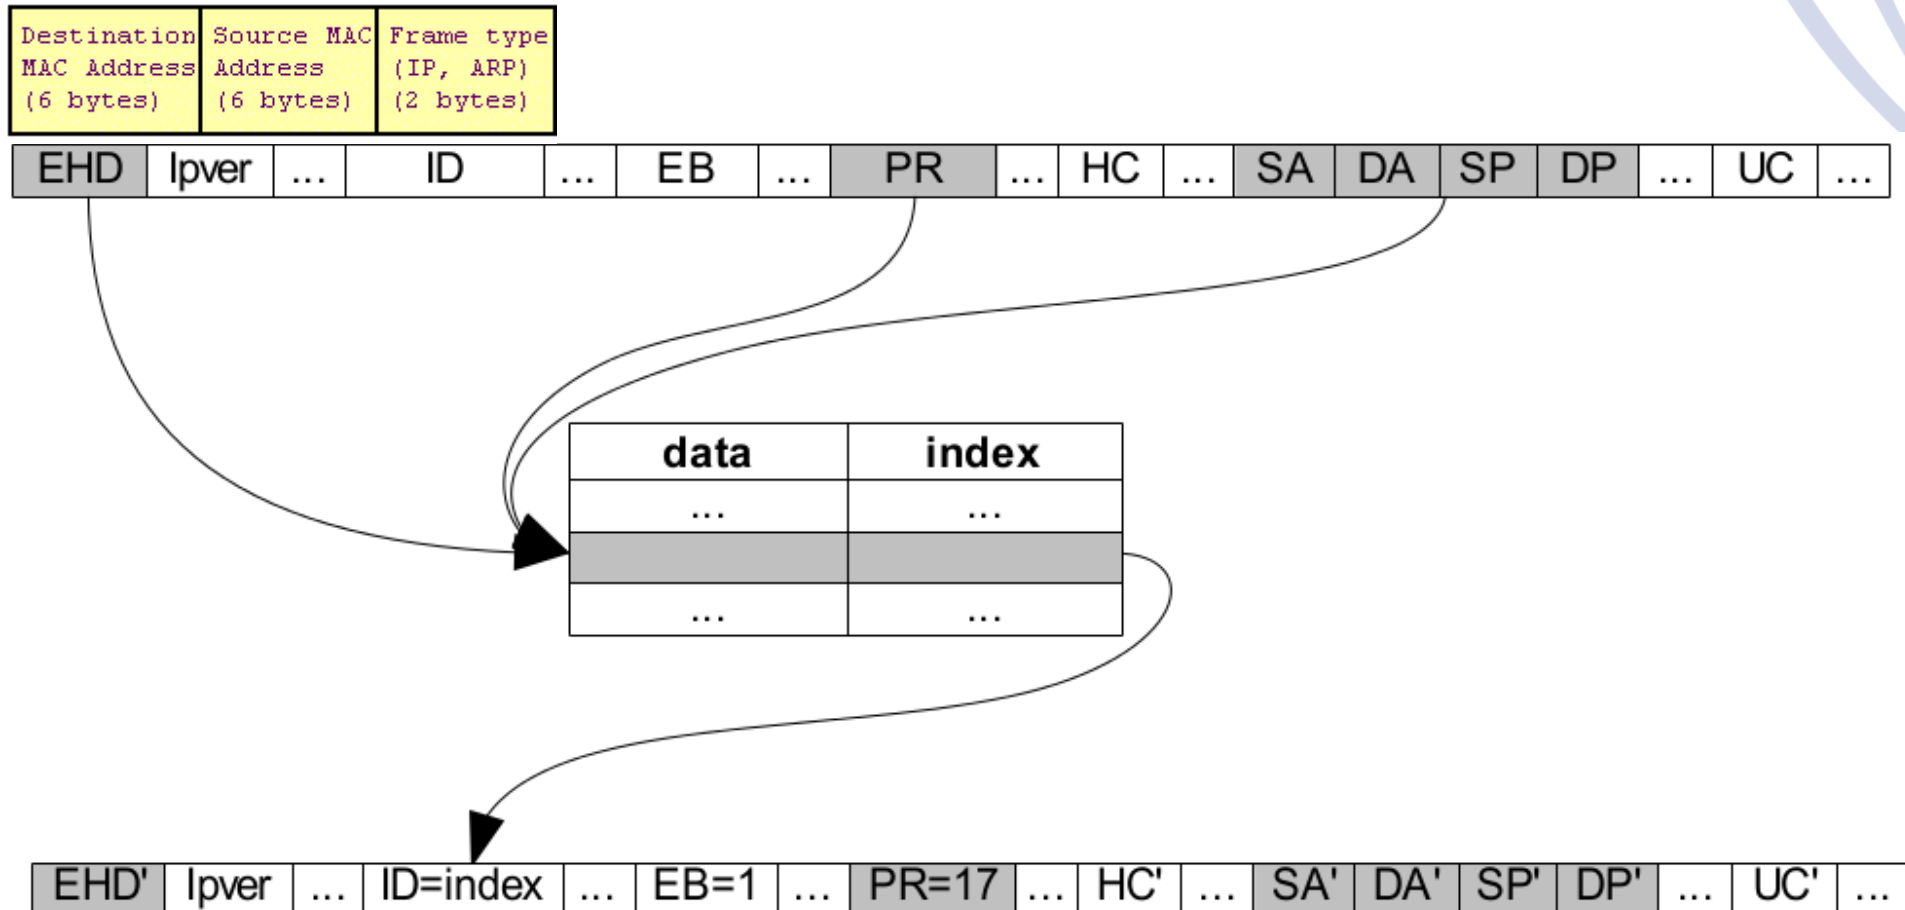 Destination Source MAC Frame type
MAC Address Address (IP, ARP)
(6 bytes) (6 bytes) (2 bytes)
EHD Ipver ... ID ... EB ... PR ... HC ... SA DA SP DP ... UC ...
data index
... ...
... ...
EHD' Ipver ... ID=index ... EB=1 ... PR=17 ... HC' ... SA' DA' SP' DP' ... UC' ...